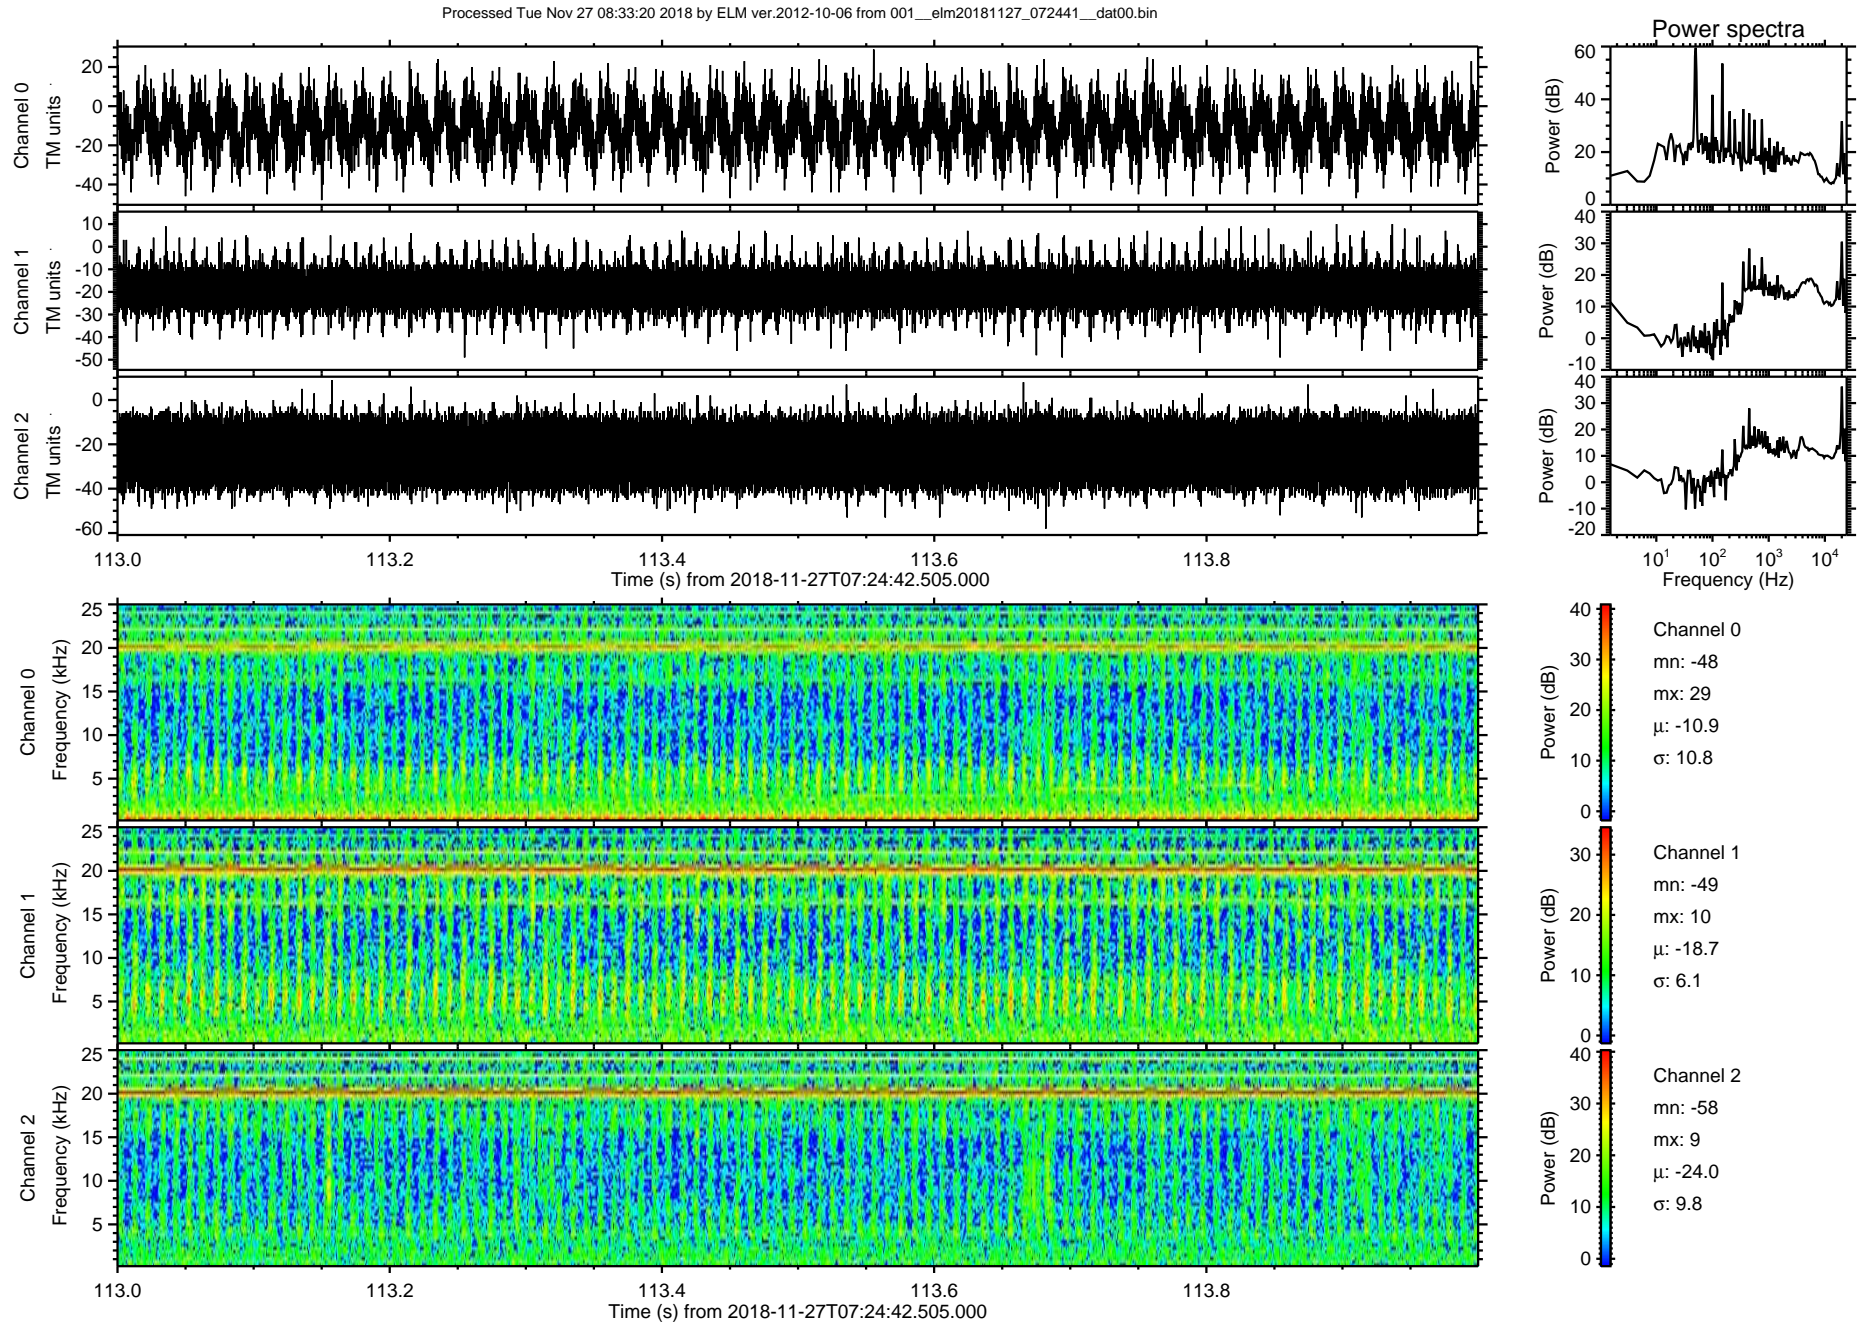 Processed Tue Nov 27 08:33:20 2018 by ELM ver.2012-10-06 from 001__elm20181127_072441__dat00.bin
Power spectra
Channel 0
TM units
20
0
-20
-40
Power (dB)
60
40
20
0
Channel 1
TM units
10
0
-10
-20
-30
-40
-50
Power (dB)
40
30
20
10
0
-10
Channel 2
TM units
0
-20
-40
-60
Power (dB)
40
30
20
10
0
-10
-20
113.0 113.2 113.4 113.6 113.8
Time (s) from 2018-11-27T07:24:42.505.000
10¹ 10² 10³ 10⁴
Frequency (Hz)
Channel 0
Frequency (kHz)
25
20
15
10
5
Power (dB)
40
30
20
10
0
Channel 0
mn: -48
mx: 29
μ: -10.9
σ: 10.8
Channel 1
Frequency (kHz)
25
20
15
10
5
Power (dB)
30
20
10
0
Channel 1
mn: -49
mx: 10
μ: -18.7
σ: 6.1
Channel 2
Frequency (kHz)
25
20
15
10
5
Power (dB)
40
30
20
10
0
Channel 2
mn: -58
mx: 9
μ: -24.0
σ: 9.8
113.0 113.2 113.4 113.6 113.8
Time (s) from 2018-11-27T07:24:42.505.000